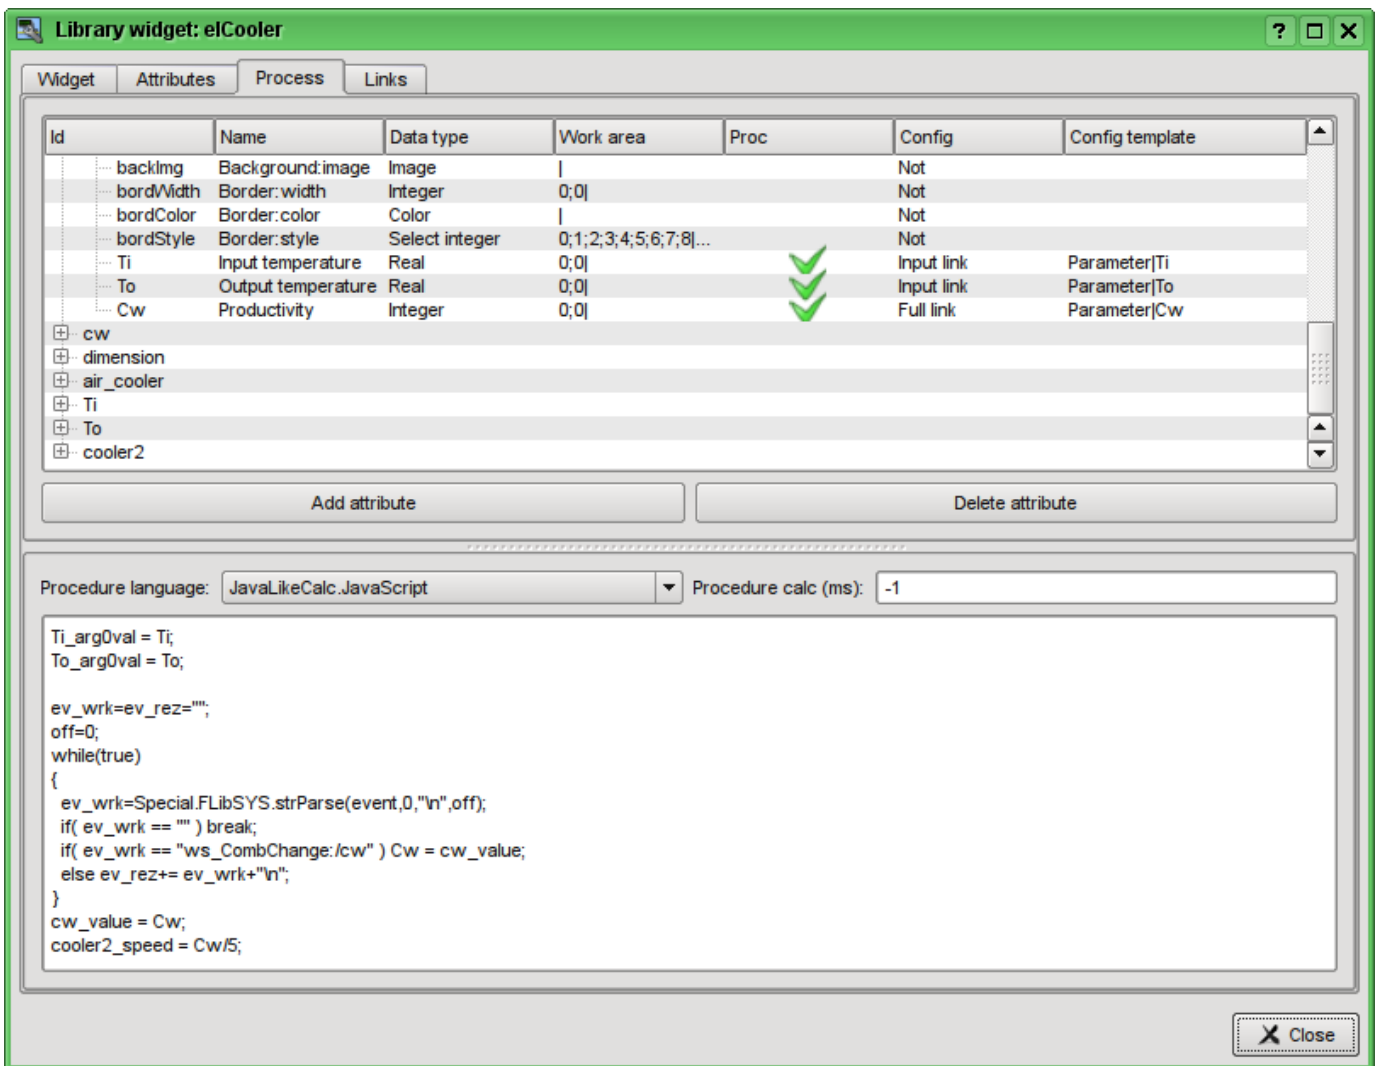 Library widget: elCooler
Widget Attributes Process Links
Id Name Data type Work area Proc Config Config template
backImg Background:image Image | Not
bordWidth Border:width Integer 0;0| Not
bordColor Border:color Color | Not
bordStyle Border:style Select integer 0;1;2;3;4;5;6;7;8|... Not
Ti Input temperature Real 0;0| Input link Parameter|Ti
To Output temperature Real 0;0| Input link Parameter|To
Cw Productivity Integer 0;0| Full link Parameter|Cw
cw
dimension
air_cooler
Ti
To
cooler2
Add attribute Delete attribute
Procedure language: JavaLikeCalc.JavaScript Procedure calc (ms): -1
Ti_arg0val = Ti;
To_arg0val = To;
ev_wrk=ev_rez="";
off=0;
while(true)
{
ev_wrk=Special.FLibSYS.strParse(event,0,"\n",off);
if( ev_wrk == "" ) break;
if( ev_wrk == "ws_CombChange:/cw" ) Cw = cw_value;
else ev_rez+= ev_wrk+"\n";
}
cw_value = Cw;
cooler2_speed = Cw/5;
Close